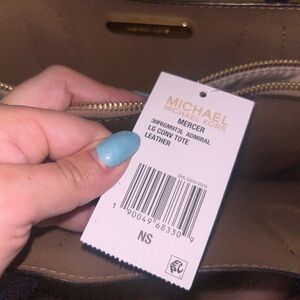 MICHAEL
MICHAEL KORS
MERCER
30F6GM9T3L ADMIRAL
LG CONV TOTE
LEATHER
1 90049 68330 9
NS